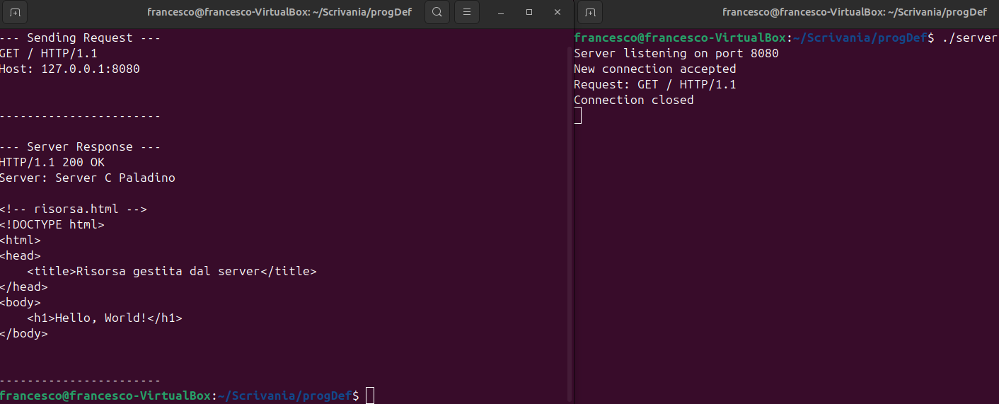 francesco@francesco-VirtualBox: ~/Scrivania/progDef
--- Sending Request ---
GET / HTTP/1.1
Host: 127.0.0.1:8080
-----------------------
--- Server Response ---
HTTP/1.1 200 OK
Server: Server C Paladino
<!-- risorsa.html -->
<!DOCTYPE html>
<html>
<head>
    <title>Risorsa gestita dal server</title>
</head>
<body>
    <h1>Hello, World!</h1>
</body>
-----------------------
francesco@francesco-VirtualBox:~/Scrivania/progDef$
francesco@francesco-VirtualBox: ~/Scrivania/progDef
francesco@francesco-VirtualBox:~/Scrivania/progDef$ ./server
Server listening on port 8080
New connection accepted
Request: GET / HTTP/1.1
Connection closed